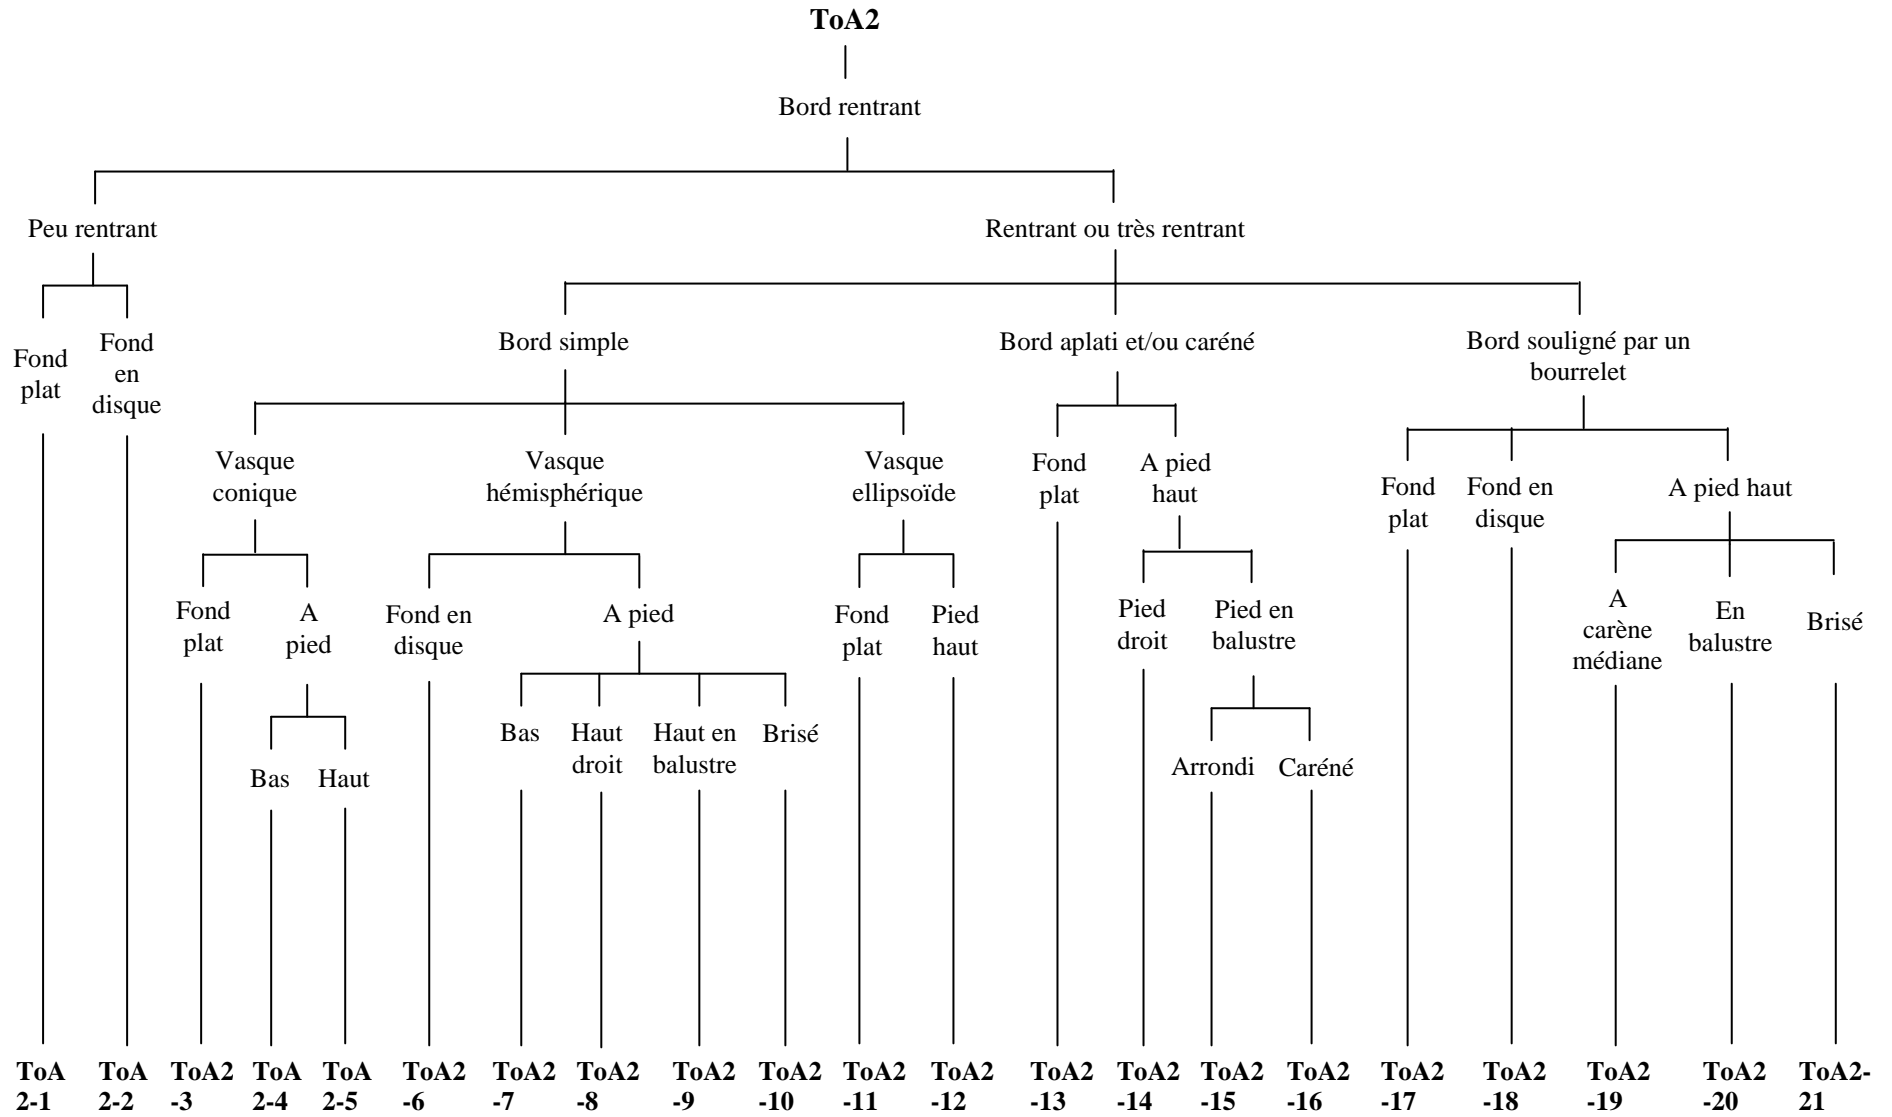 ToA2
Bord rentrant
Peu rentrant
Rentrant ou très rentrant
Fond
plat
Fond
en
disque
Bord simple
Bord aplati et/ou caréné
Bord souligné par un
bourrelet
Vasque
conique
Vasque
hémisphérique
Vasque
ellipsoïde
Fond
plat
A pied
haut
Fond
plat
Fond en
disque
A pied haut
Fond
plat
A
pied
Fond en
disque
A pied
Fond
plat
Pied
haut
Pied
droit
Pied en
balustre
A
carène
médiane
En
balustre
Brisé
Bas
Haut
Bas
Haut
droit
Haut en
balustre
Brisé
Arrondi
Caréné
ToA
2-1
ToA
2-2
ToA2
-3
ToA
2-4
ToA
2-5
ToA2
-6
ToA2
-7
ToA2
-8
ToA2
-9
ToA2
-10
ToA2
-11
ToA2
-12
ToA2
-13
ToA2
-14
ToA2
-15
ToA2
-16
ToA2
-17
ToA2
-18
ToA2
-19
ToA2
-20
ToA2-
21